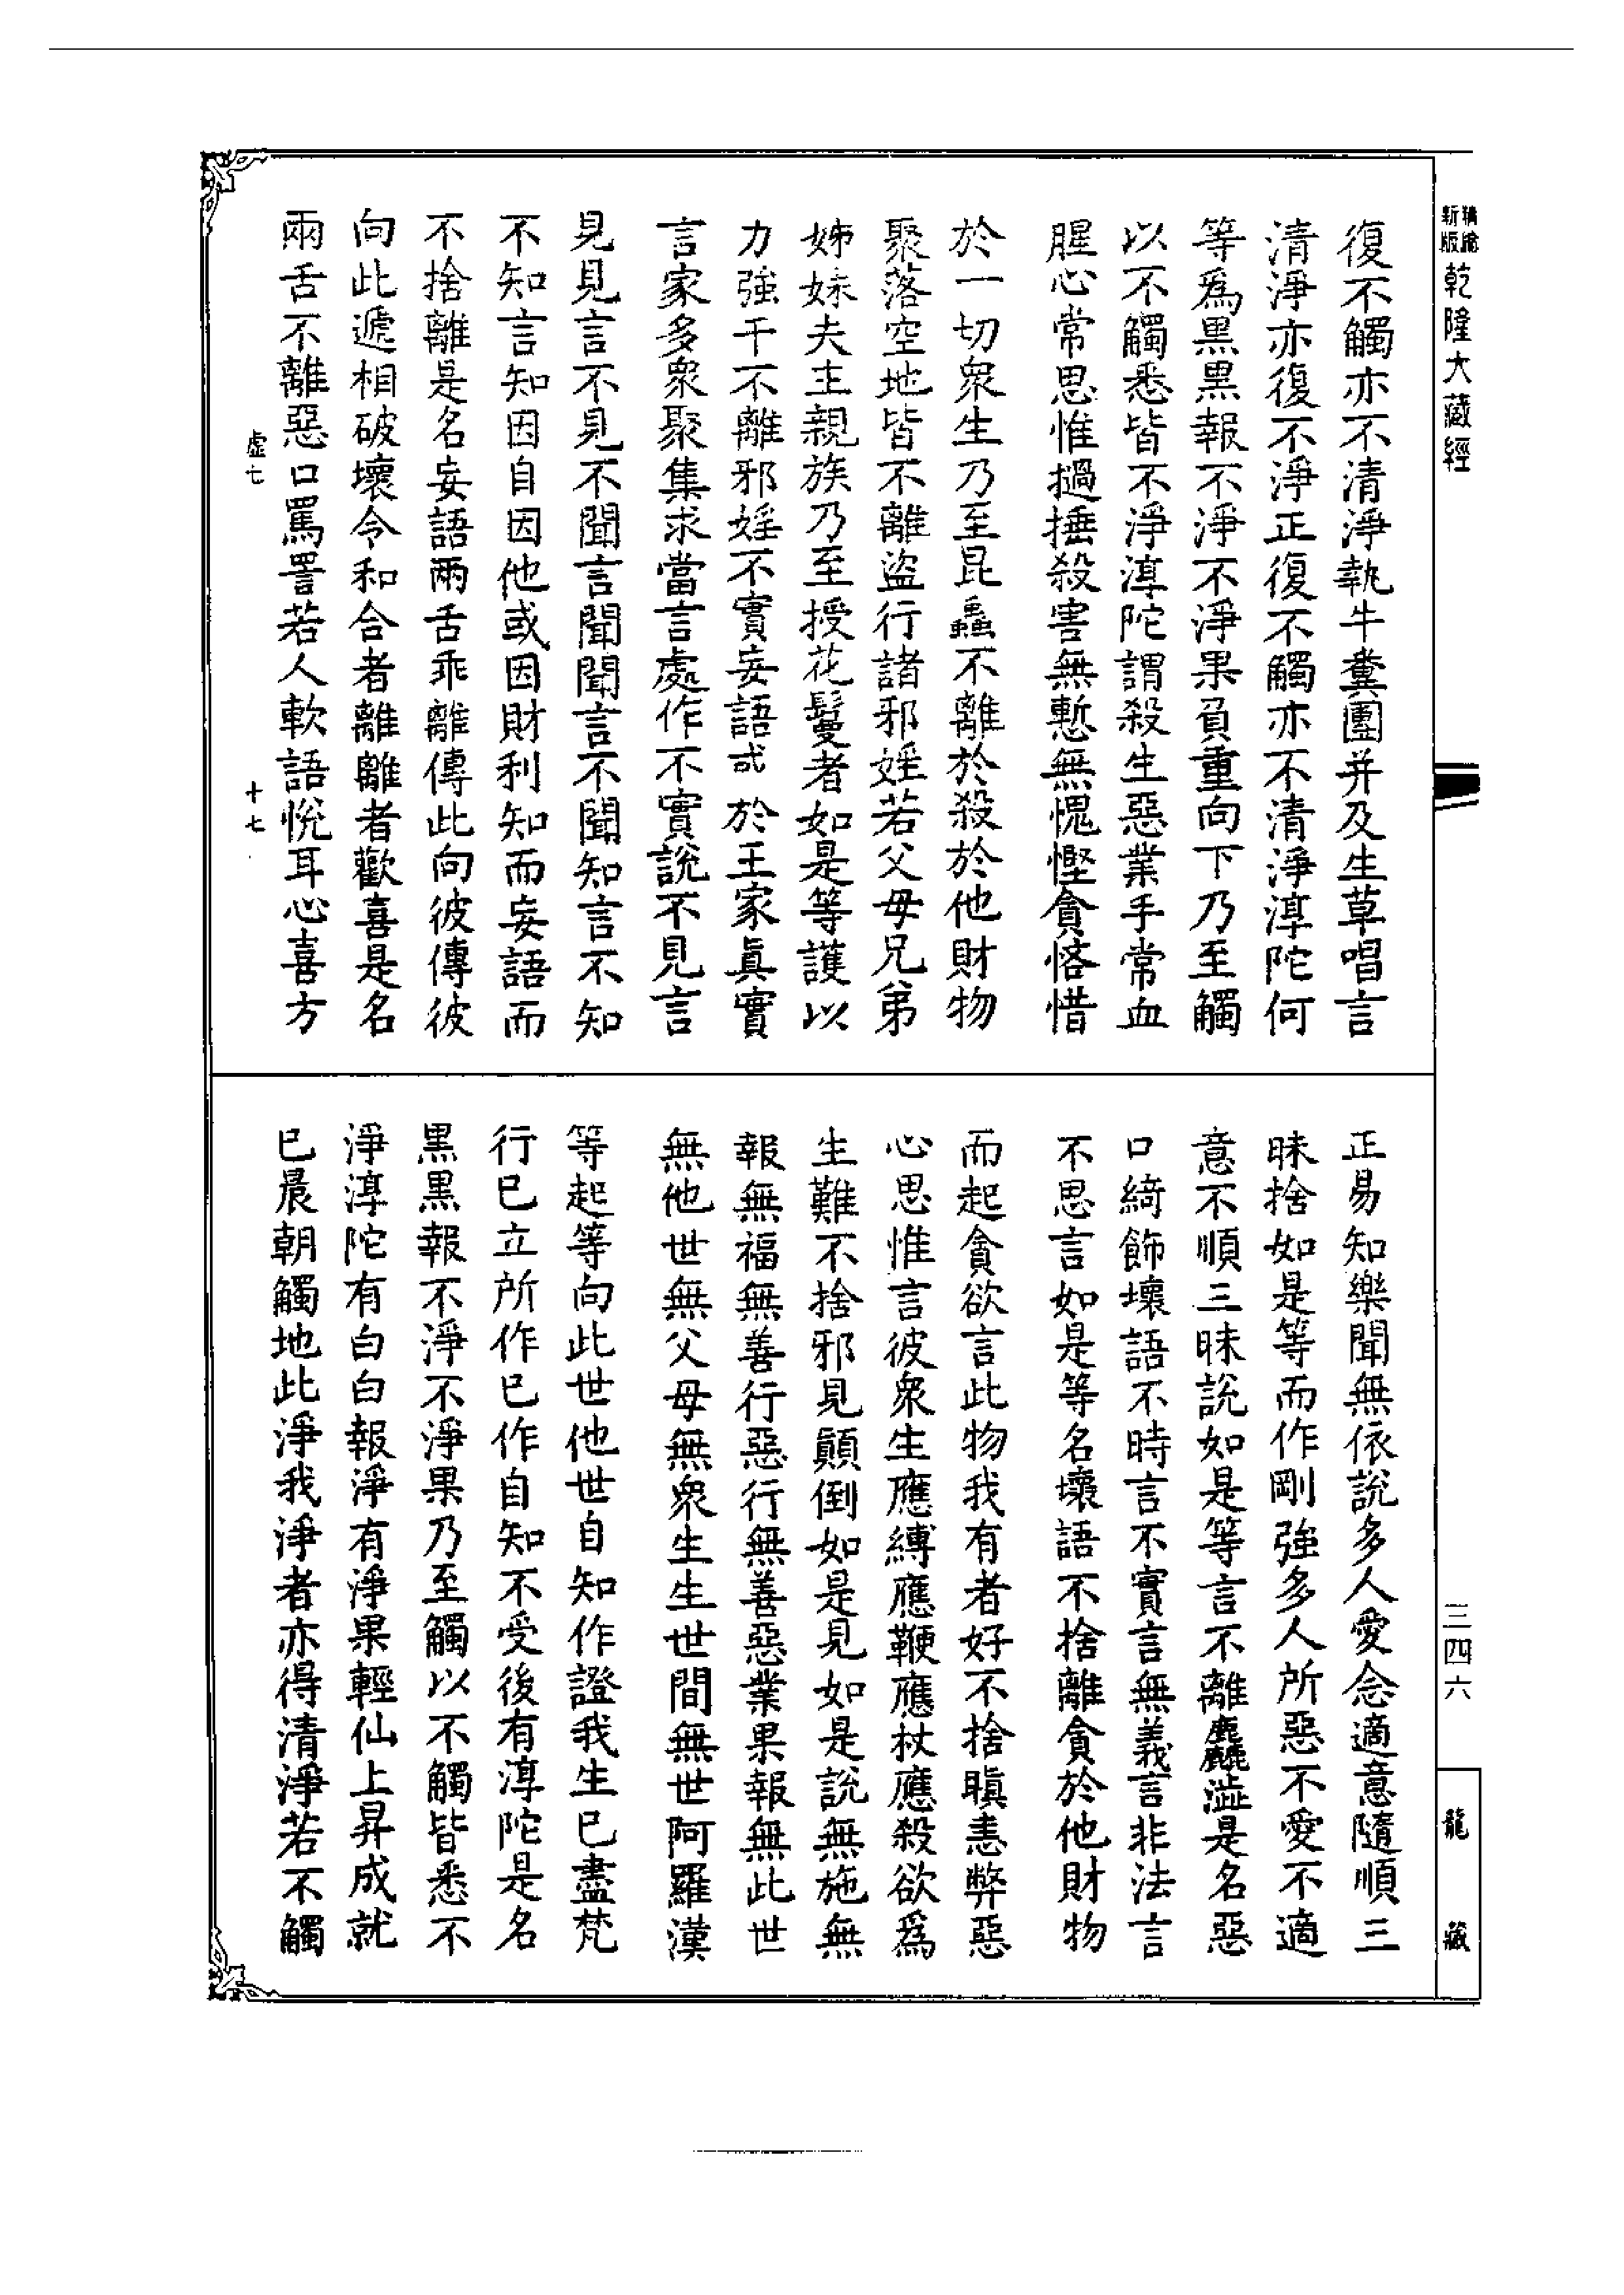 精繪
新版
乾隆大藏經
復不觸亦不清淨執牛糞團并及生草唱言
清淨亦復不淨正復不觸亦不清淨淳陀何
等爲黑黑報不淨不淨果負重向下乃至觸
以不觸悉皆不淨淳陀謂殺生惡業手常血
腥心常思惟撾捶殺害無慙無愧慳貪悋惜
於一切衆生乃至昆蟲不離於殺於他財物
聚落空地皆不離盜行諸邪婬若父母兄弟
姊妹夫主親族乃至授花鬘者如是等護以
力強干不離邪婬不實妄語或於王家眞實
言家多衆聚集求當言處作不實說不見言
見見言不見不聞言聞聞言不聞知言不知
不知言知因自因他或因財利知而妄語而
不捨離是名妄語兩舌乖離傳此向彼傳彼
向此遞相破壞令和合者離離者歡喜是名
兩舌不離惡口罵詈若人軟語悅耳心喜方
虛七
十七
正易知樂聞無依說多人愛念適意隨順三
昧捨如是等而作剛強多人所惡不愛不適
意不順三昧說如是等言不離麤澁是名惡
口綺飾壞語不時言不實言無義言非法言
不思言如是等名壞語不捨離貪於他財物
而起貪欲言此物我有者好不捨瞋恚弊惡
心思惟言彼衆生應縛應鞭應杖應殺欲爲
生難不捨邪見顚倒如是見如是說無施無
報無福無善行惡行無善惡業果報無此世
無他世無父母無衆生生世間無世阿羅漢
等起等向此世他世自知作證我生已盡梵
行已立所作已作自知不受後有淳陀是名
黑黑報不淨不淨果乃至觸以不觸皆悉不
淨淳陀有白白報淨有淨果輕仙上昇成就
已晨朝觸地此淨我淨者亦得清淨若不觸
三四六
龍藏